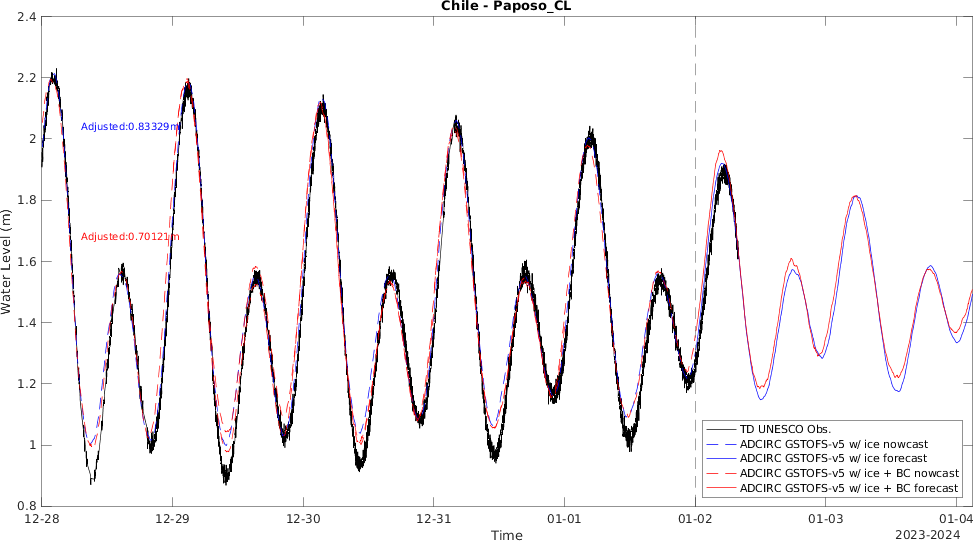 Chile - Paposo_CL
2.4
2.2
2
1.8
1.6
1.4
1.2
1
0.8
Water Level (m)
Adjusted:0.83329m
Adjusted:0.70121m
TD UNESCO Obs.
ADCIRC GSTOFS-v5 w/ ice nowcast
ADCIRC GSTOFS-v5 w/ ice forecast
ADCIRC GSTOFS-v5 w/ ice + BC nowcast
ADCIRC GSTOFS-v5 w/ ice + BC forecast
12-28 12-29 12-30 12-31 01-01 01-02 01-03 01-04
Time
2023-2024